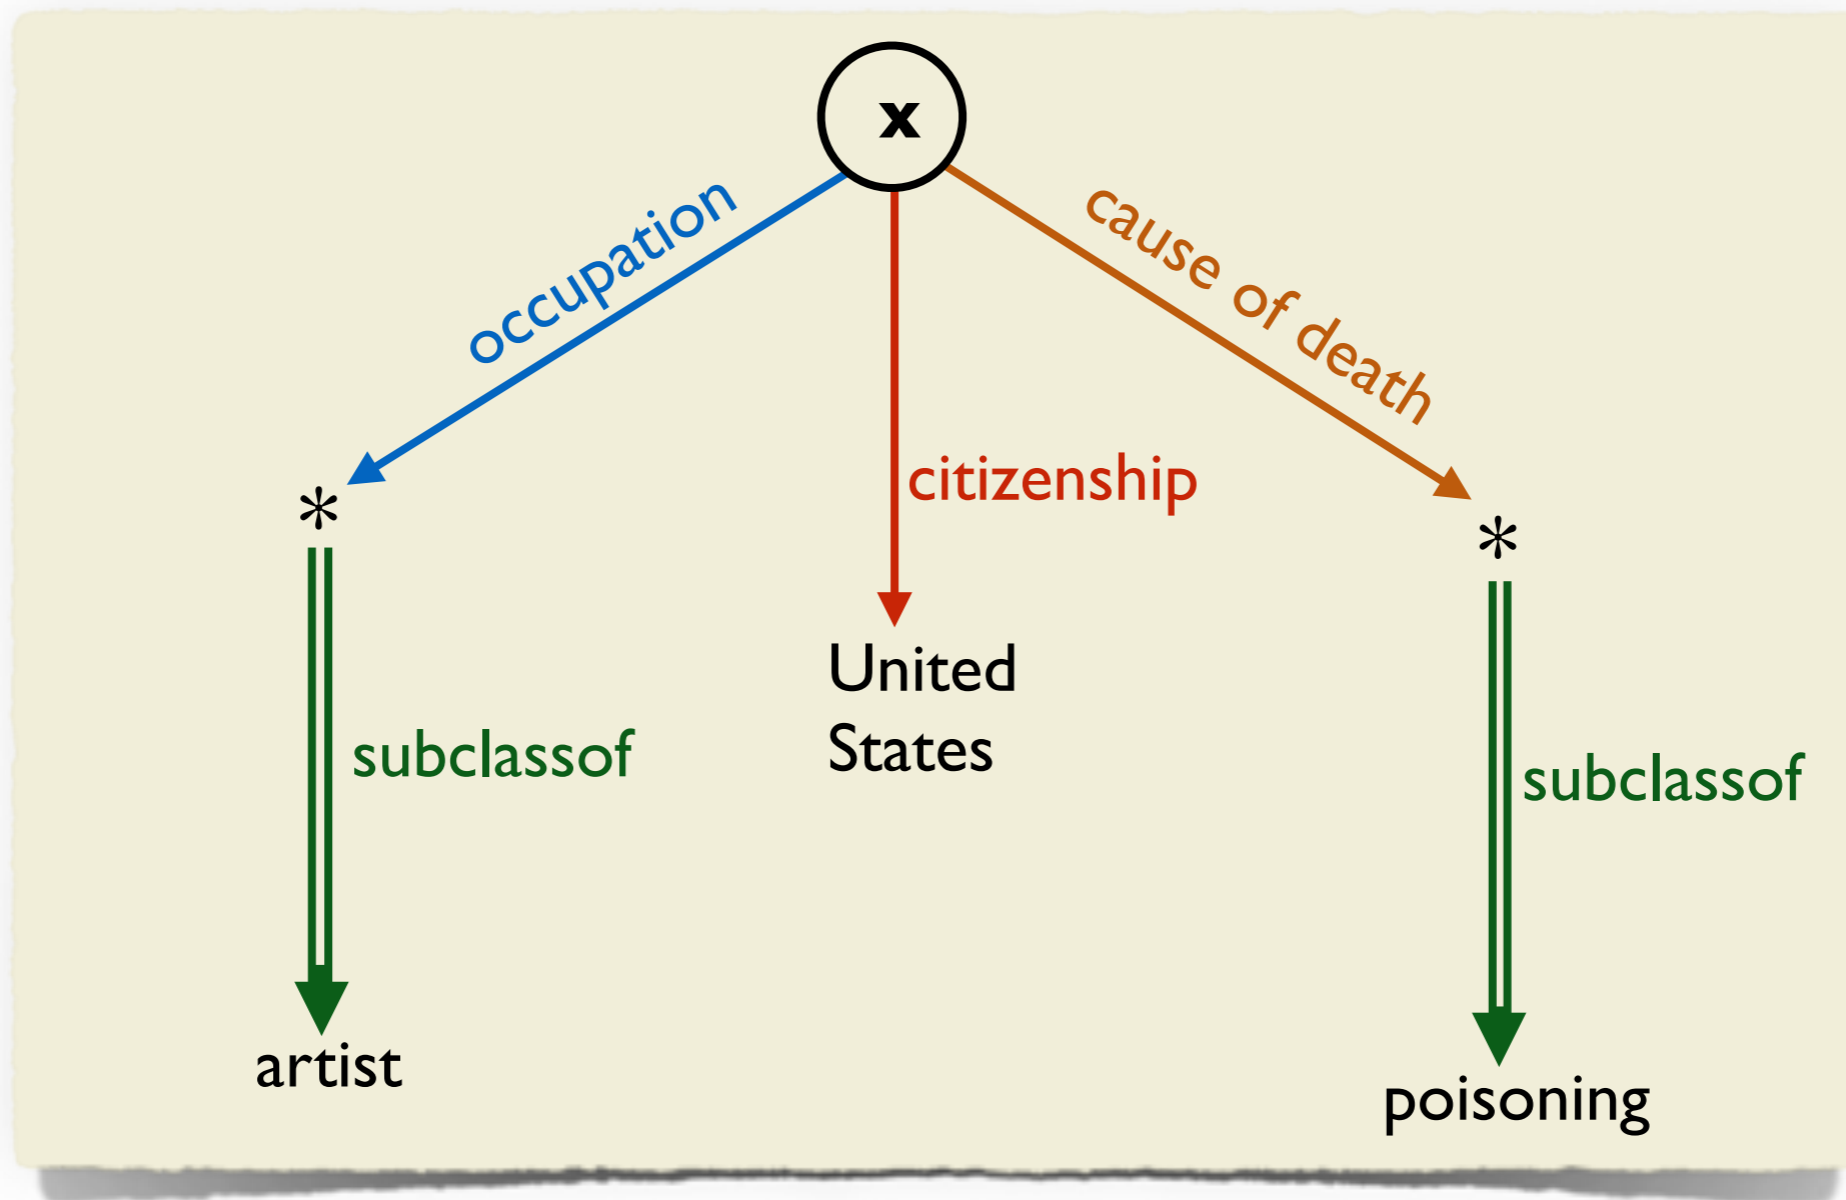 x
occupation
cause of death
citizenship
*
*
United
States
subclassof
subclassof
artist
poisoning